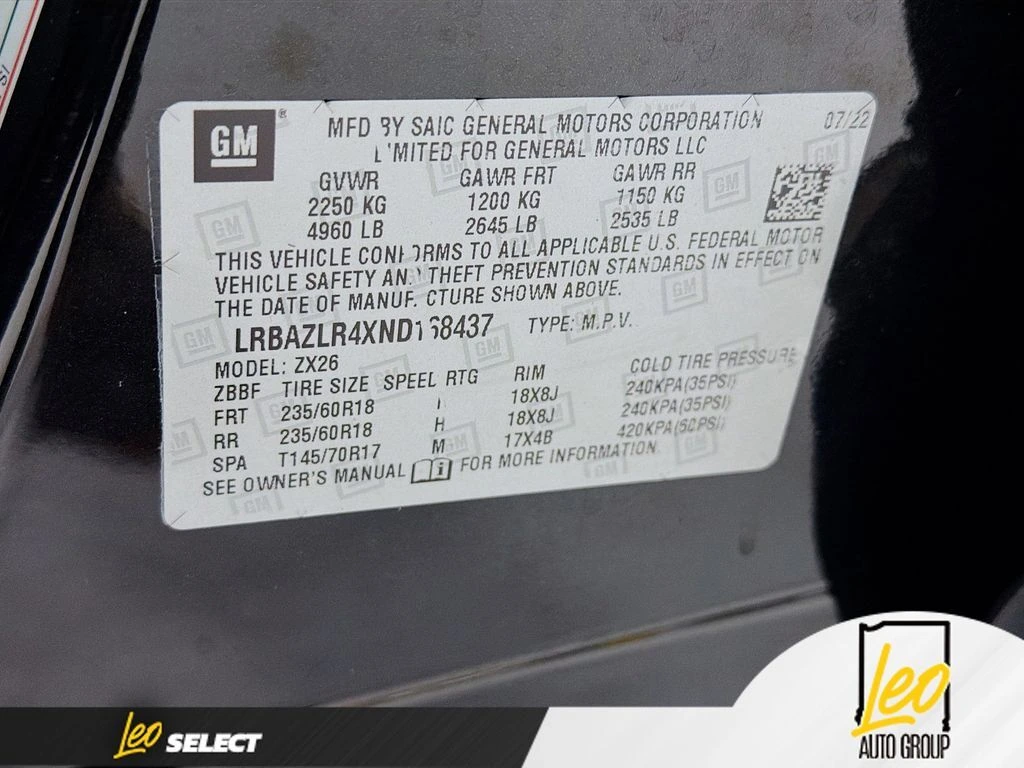 GM
MFD BY SAIC GENERAL MOTORS CORPORATION 07/22
LIMITED FOR GENERAL MOTORS LLC
GVWR GAWR FRT GAWR RR
2250 KG 1200 KG 1150 KG
4960 LB 2645 LB 2535 LB
THIS VEHICLE CONFORMS TO ALL APPLICABLE U.S. FEDERAL MOTOR
VEHICLE SAFETY AND THEFT PREVENTION STANDARDS IN EFFECT ON
THE DATE OF MANUFACTURE SHOWN ABOVE.
LRBAZLR4XND168437 TYPE: M.P.V.
MODEL: ZX26
ZBBF TIRE SIZE SPEED RTG RIM COLD TIRE PRESSURE
FRT 235/60R18 H 18X8J 240KPA(35PSI)
RR 235/60R18 H 18X8J 240KPA(35PSI)
SPA T145/70R17 M 17X4B 420KPA(60PSI)
SEE OWNER'S MANUAL FOR MORE INFORMATION.
Leo SELECT
Leo
AUTO GROUP